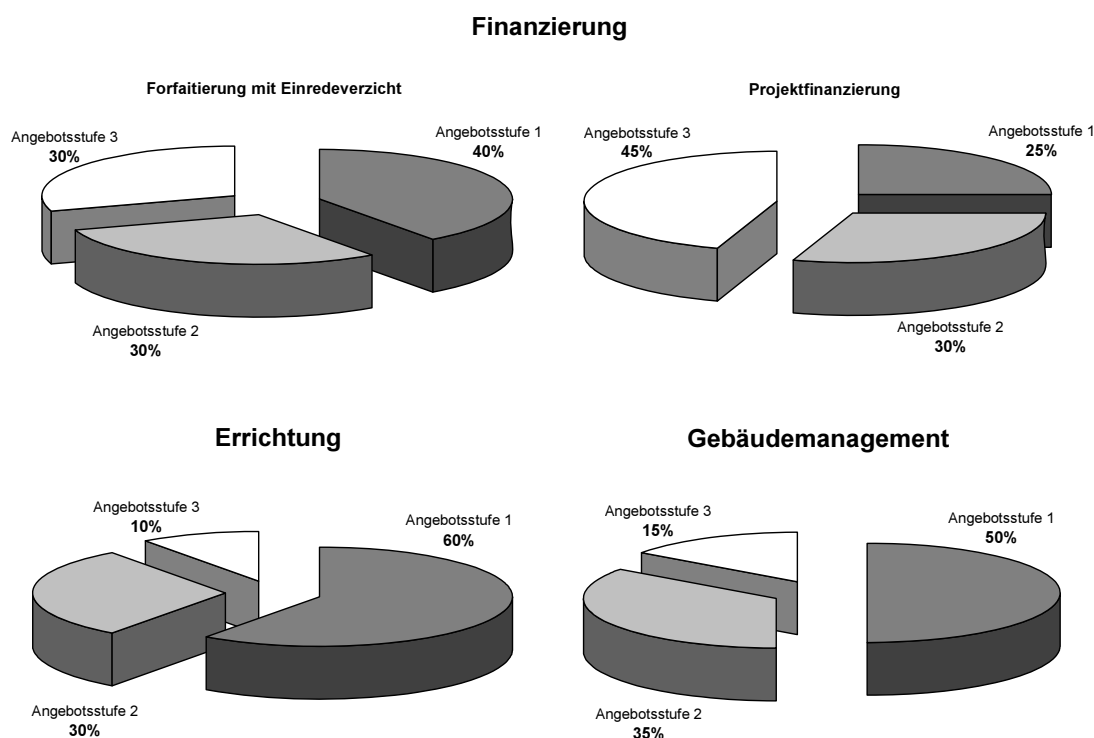 Finanzierung
Forfaitierung mit Einredeverzicht
Angebotsstufe 3
30%
Angebotsstufe 1
40%
Angebotsstufe 2
30%
Projektfinanzierung
Angebotsstufe 3
45%
Angebotsstufe 1
25%
Angebotsstufe 2
30%
Errichtung
Angebotsstufe 3
10%
Angebotsstufe 1
60%
Angebotsstufe 2
30%
Gebäudemanagement
Angebotsstufe 3
15%
Angebotsstufe 1
50%
Angebotsstufe 2
35%